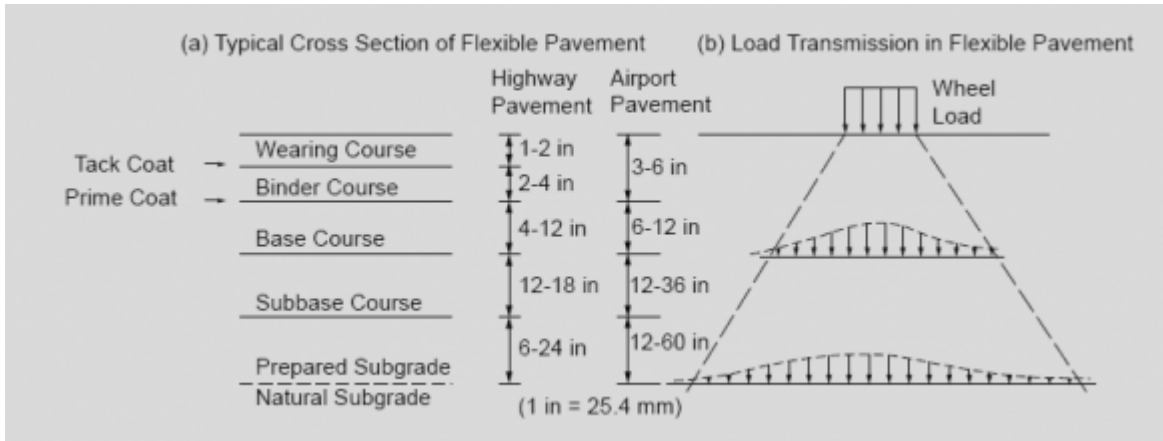 (a) Typical Cross Section of Flexible Pavement
(b) Load Transmission in Flexible Pavement
Highway
Pavement
Airport
Pavement
Wheel
Load
Wearing Course
1-2 in
3-6 in
Tack Coat
Binder Course
2-4 in
Prime Coat
Base Course
4-12 in
6-12 in
Subbase Course
12-18 in
12-36 in
Prepared Subgrade
6-24 in
12-60 in
Natural Subgrade
(1 in = 25.4 mm)